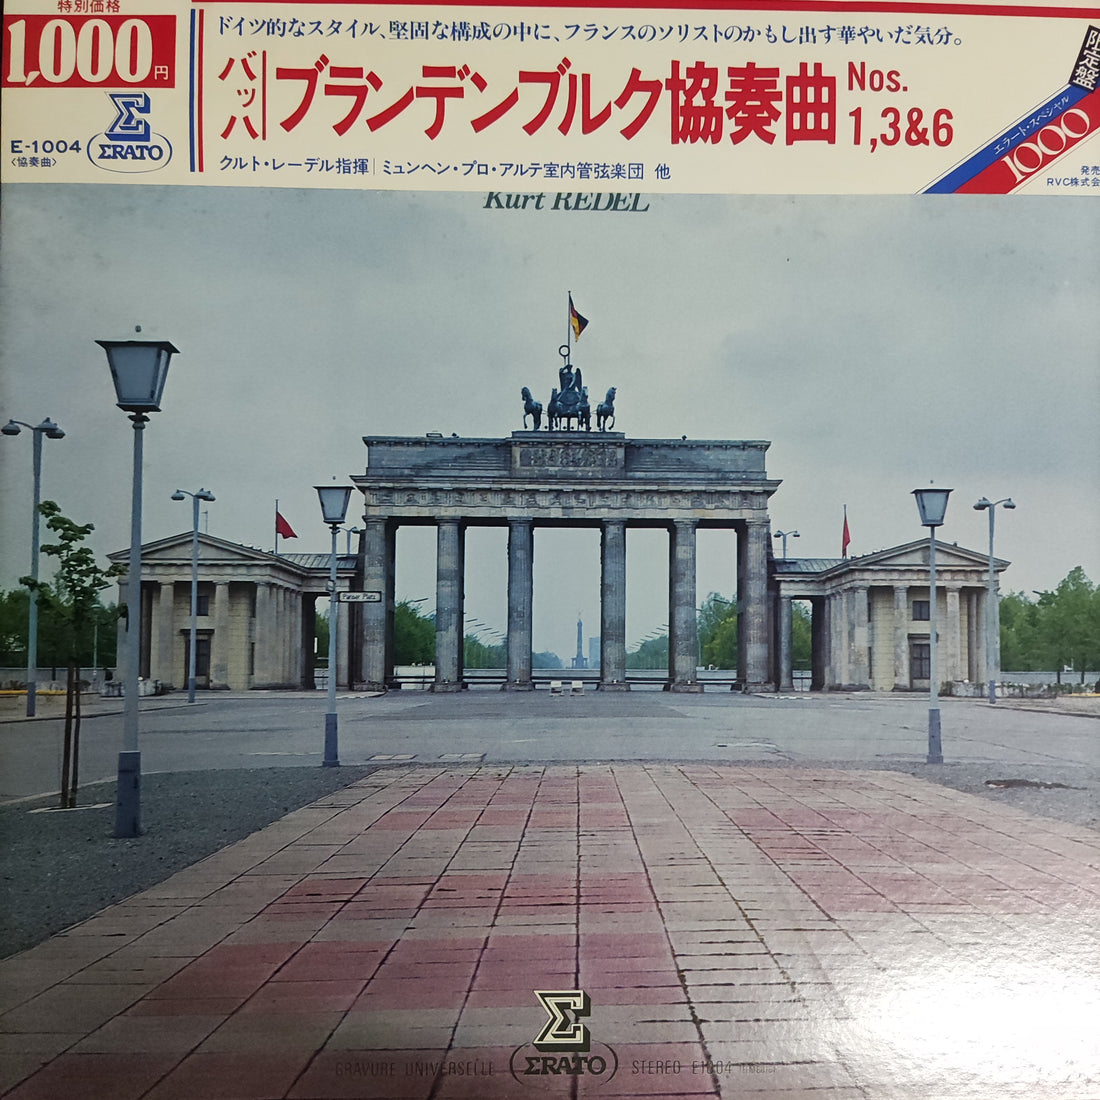 特別価格
1,000円
E-1004
〈協奏曲〉
ERATO
ドイツ的なスタイル、堅固な構成の中に、フランスのソリストのかもし出す華やいだ気分。
バッハ
ブランデンブルク協奏曲 Nos. 1,3&6
クルト・レーデル指揮|ミュンヘン・プロ・アルテ室内管弦楽団 他
限定盤
エラート・スペシャル
1000
発売
RVC株式会
Kurt REDEL
Pariser Platz
ERATO
GRAVURE UNIVERSELLE
STEREO E1004